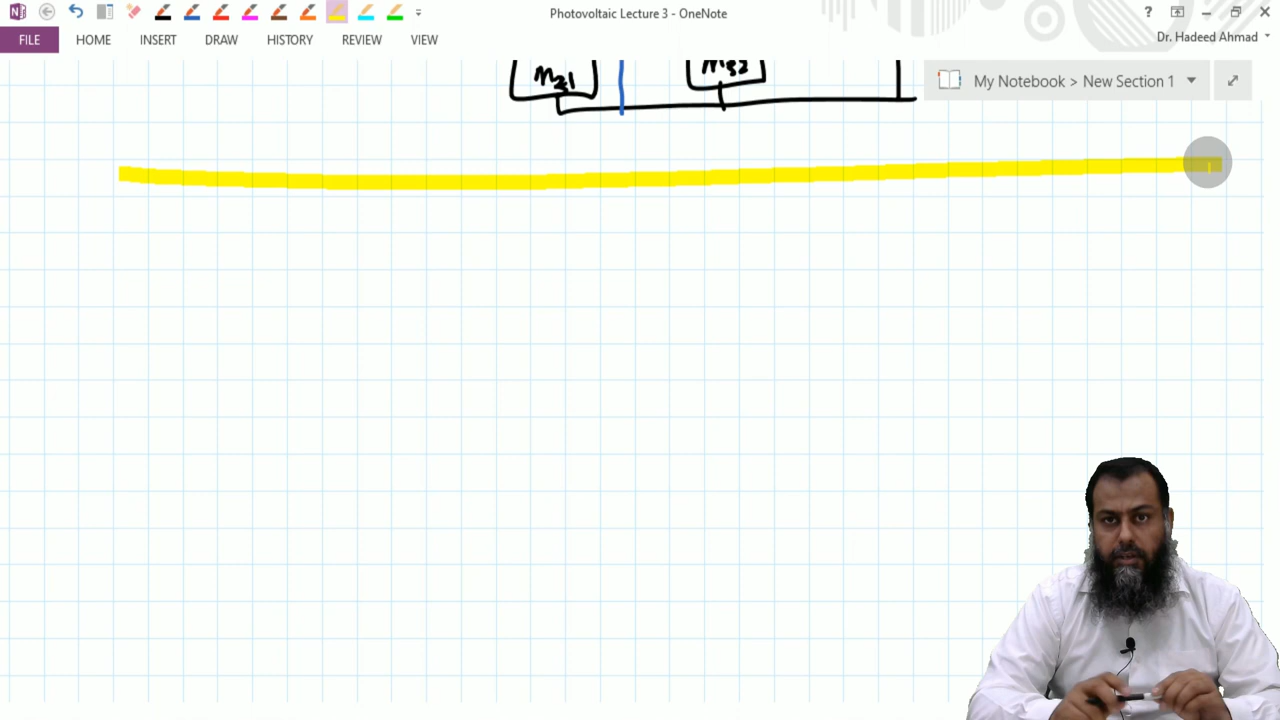 Photovoltaic Lecture 3 - OneNote
?
Dr. Hadeed Ahmad
FILE HOME INSERT DRAW HISTORY REVIEW VIEW
My Notebook > New Section 1